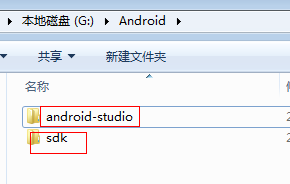 本地磁盘 (G:) ▸ Android ▸
共享 ▾ 新建文件夹
名称
android-studio
sdk